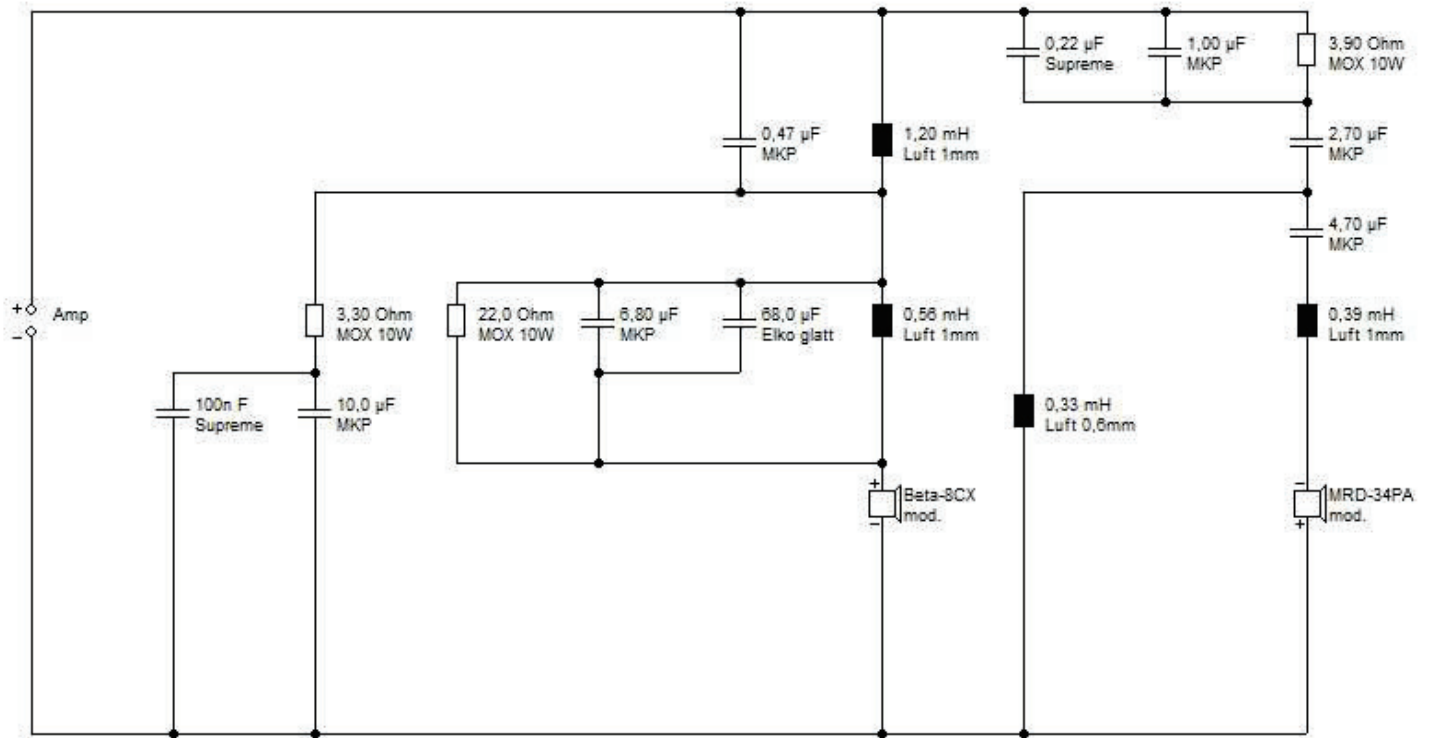 0,22 µF
Supreme
1,00 µF
MKP
3,90 Ohm
MOX 10W
0,47 µF
MKP
1,20 mH
Luft 1mm
2,70 µF
MKP
4,70 µF
MKP
+
-
Amp
3,30 Ohm
MOX 10W
22,0 Ohm
MOX 10W
6,80 µF
MKP
68,0 µF
Elko glatt
0,56 mH
Luft 1mm
0,39 mH
Luft 1mm
100n F
Supreme
10,0 µF
MKP
0,33 mH
Luft 0,6mm
+
-
Beta-8CX
mod.
-
+
MRD-34PA
mod.